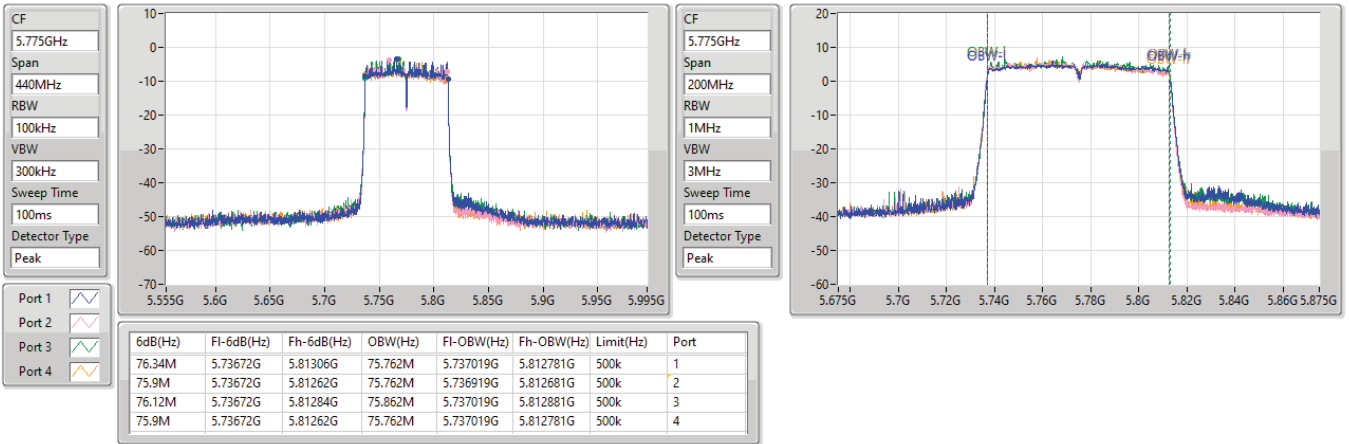 CF
5.775GHz
Span
440MHz
RBW
100kHz
VBW
300kHz
Sweep Time
100ms
Detector Type
Peak
10
0
-10
-20
-30
-40
-50
-60
-70
5.555G 5.6G 5.65G 5.7G 5.75G 5.8G 5.85G 5.9G 5.95G 5.995G
CF
5.775GHz
Span
200MHz
RBW
1MHz
VBW
3MHz
Sweep Time
100ms
Detector Type
Peak
20
10
0
-10
-20
-30
-40
-50
-60
OBW-l OBW-h
5.675G 5.7G 5.72G 5.74G 5.76G 5.78G 5.8G 5.82G 5.84G 5.86G 5.875G
Port 1
Port 2
Port 3
Port 4
6dB(Hz) Fl-6dB(Hz) Fh-6dB(Hz) OBW(Hz) Fl-OBW(Hz) Fh-OBW(Hz) Limit(Hz) Port
76.34M 5.73672G 5.81306G 75.762M 5.737019G 5.812781G 500k 1
75.9M 5.73672G 5.81262G 75.762M 5.736919G 5.812681G 500k 2
76.12M 5.73672G 5.81284G 75.862M 5.737019G 5.812881G 500k 3
75.9M 5.73672G 5.81262G 75.762M 5.737019G 5.812781G 500k 4